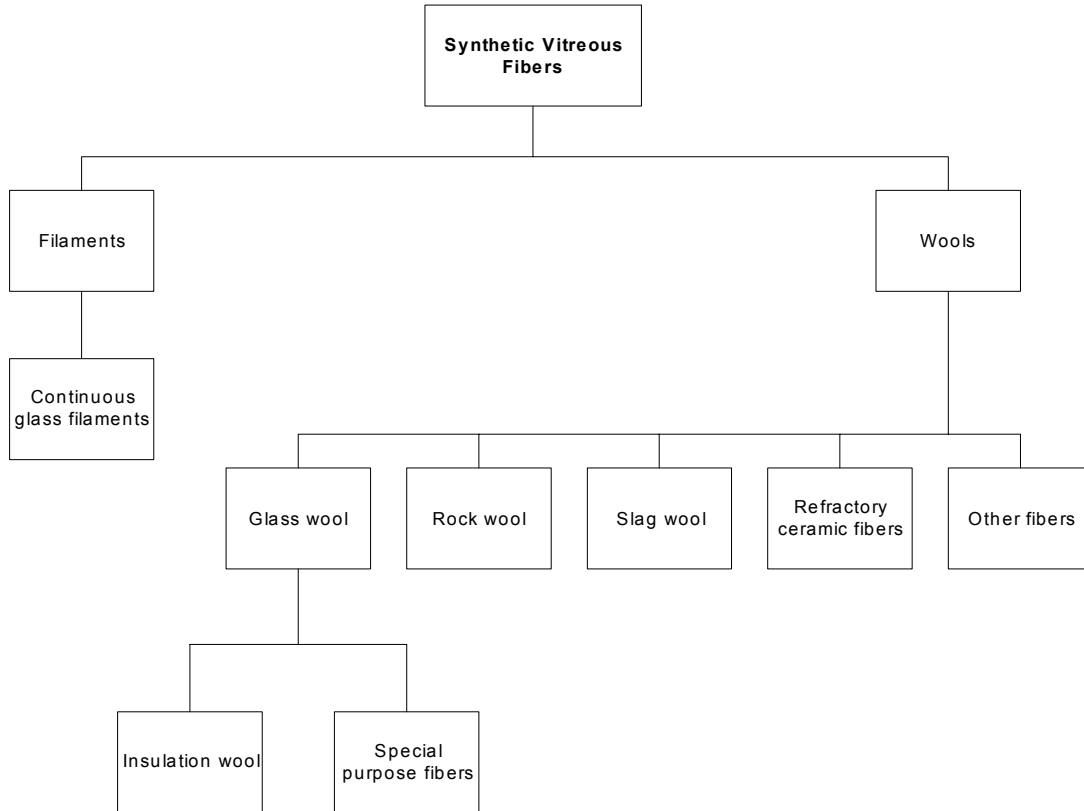 Synthetic Vitreous
Fibers
Filaments
Wools
Continuous
glass filaments
Glass wool
Rock wool
Slag wool
Refractory
ceramic fibers
Other fibers
Insulation wool
Special
purpose fibers